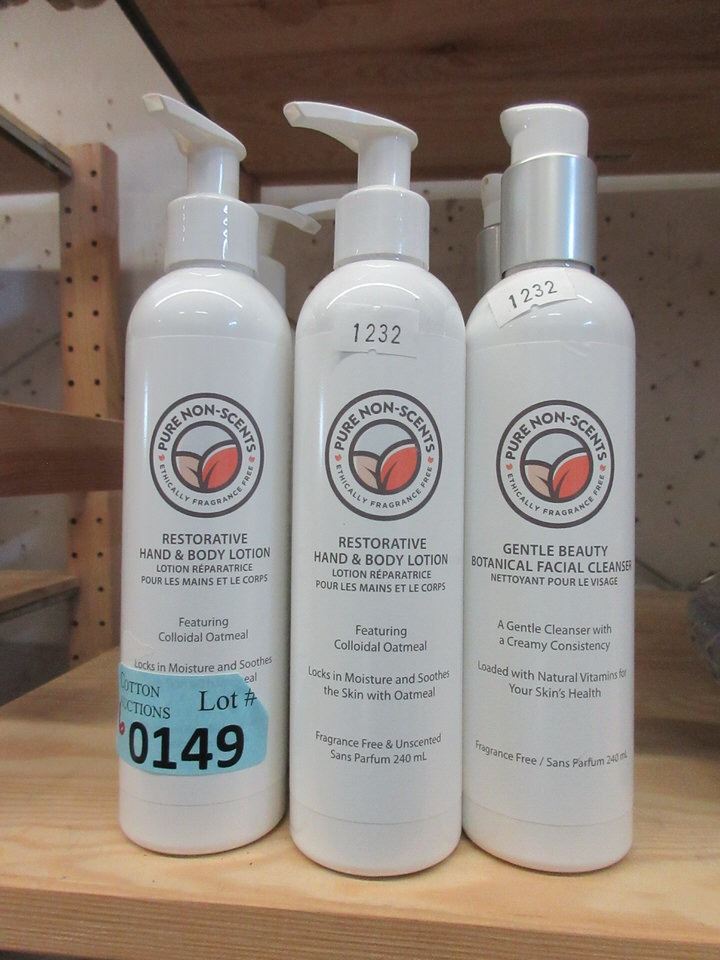 PURE NON-SCENTS
ETHICALLY FRAGRANCE FREE
RESTORATIVE
HAND & BODY LOTION
LOTION RÉPARATRICE
POUR LES MAINS ET LE CORPS
Featuring
Colloidal Oatmeal
Locks in Moisture and Soothes
COTTON
AUCTIONS
Lot #
0149
1232
PURE NON-SCENTS
ETHICALLY FRAGRANCE FREE
RESTORATIVE
HAND & BODY LOTION
LOTION RÉPARATRICE
POUR LES MAINS ET LE CORPS
Featuring
Colloidal Oatmeal
Locks in Moisture and Soothes
the Skin with Oatmeal
Fragrance Free & Unscented
Sans Parfum 240 mL
1232
PURE NON-SCENTS
ETHICALLY FRAGRANCE FREE
GENTLE BEAUTY
BOTANICAL FACIAL CLEANSER
NETTOYANT POUR LE VISAGE
A Gentle Cleanser with
a Creamy Consistency
Loaded with Natural Vitamins for
Your Skin's Health
Fragrance Free / Sans Parfum 240 mL